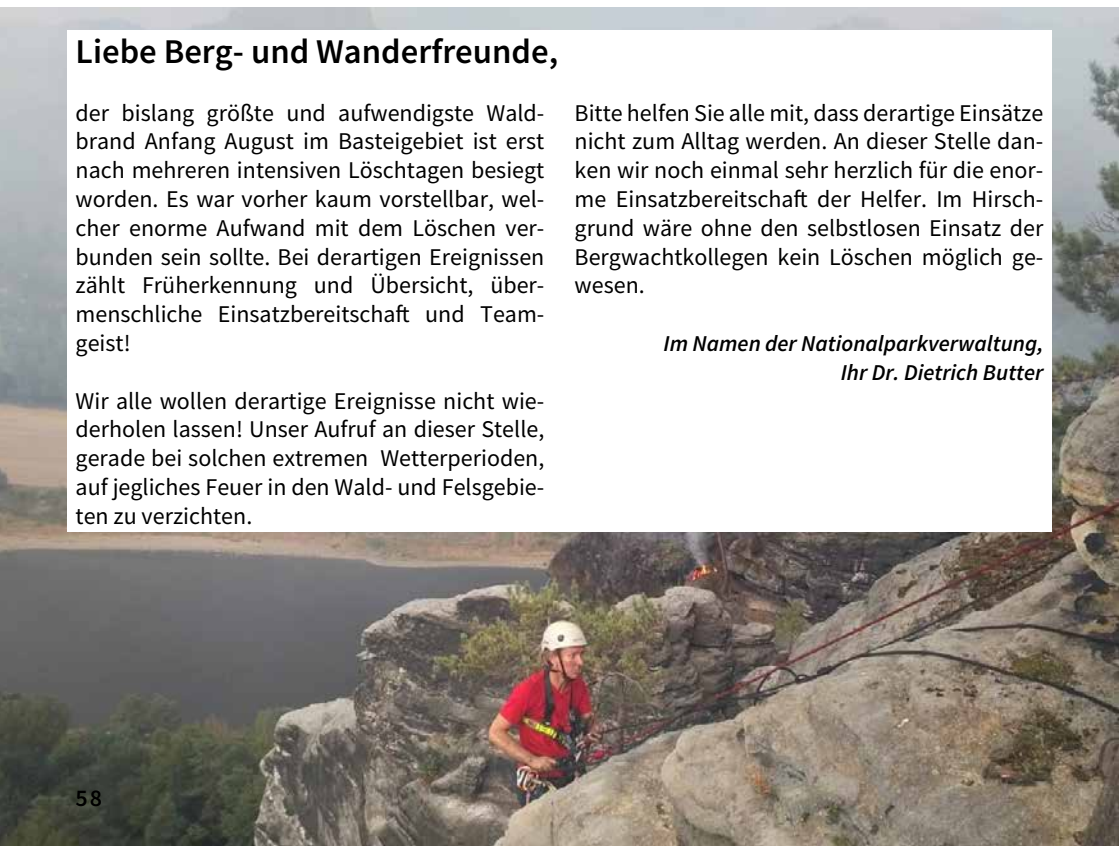 Liebe Berg- und Wanderfreunde,
der bislang größte und aufwendigste Wald-
brand Anfang August im Basteigebiet ist erst
nach mehreren intensiven Löschtagen besiegt
worden. Es war vorher kaum vorstellbar, wel-
cher enorme Aufwand mit dem Löschen ver-
bunden sein sollte. Bei derartigen Ereignissen
zählt Früherkennung und Übersicht, über-
menschliche Einsatzbereitschaft und Team-
geist!
Wir alle wollen derartige Ereignisse nicht wie-
derholen lassen! Unser Aufruf an dieser Stelle,
gerade bei solchen extremen Wetterperioden,
auf jegliches Feuer in den Wald- und Felsgebie-
ten zu verzichten.
Bitte helfen Sie alle mit, dass derartige Einsätze
nicht zum Alltag werden. An dieser Stelle dan-
ken wir noch einmal sehr herzlich für die enor-
me Einsatzbereitschaft der Helfer. Im Hirsch-
grund wäre ohne den selbstlosen Einsatz der
Bergwachtkollegen kein Löschen möglich ge-
wesen.
Im Namen der Nationalparkverwaltung,
Ihr Dr. Dietrich Butter
58